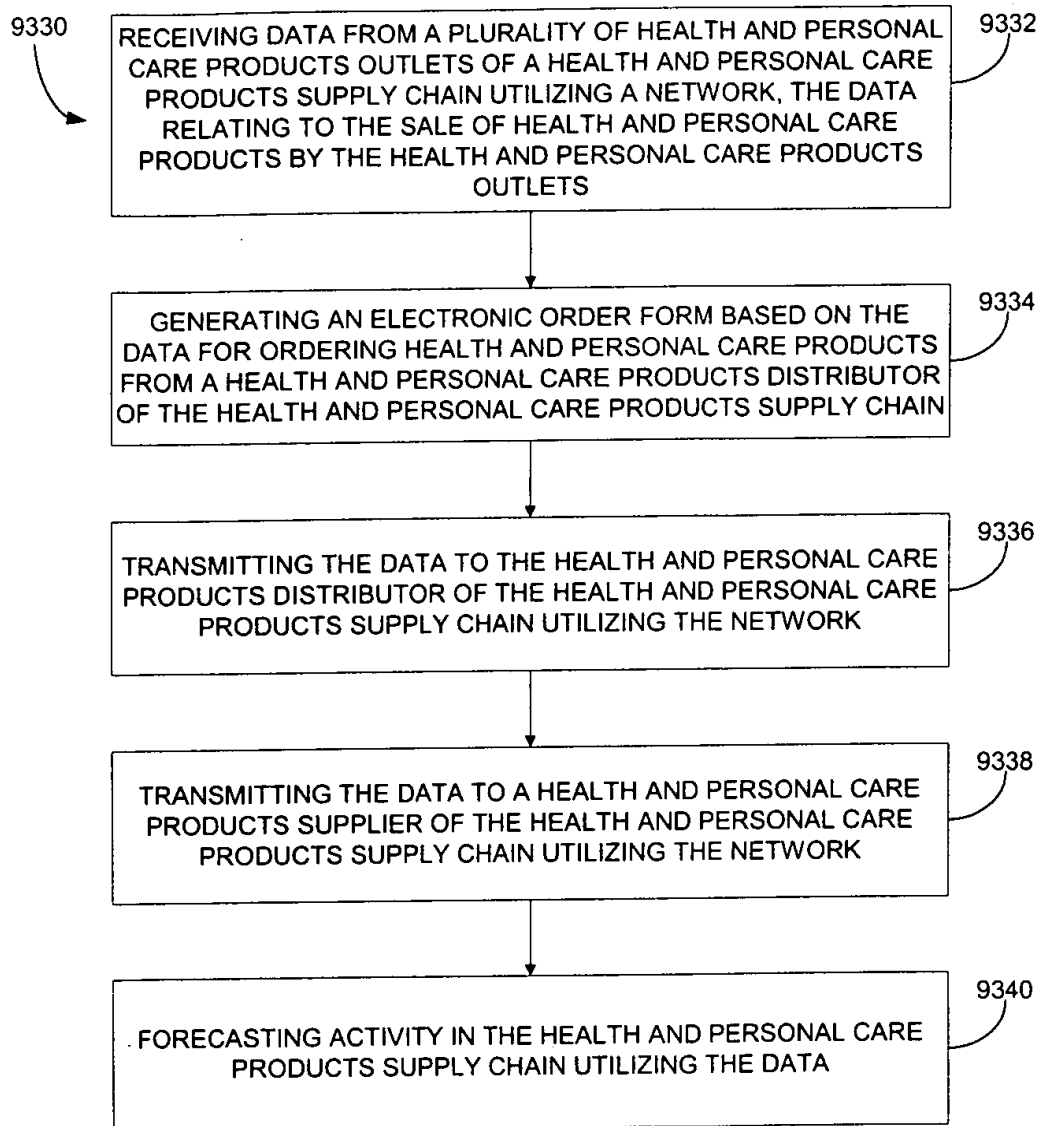 9330
RECEIVING DATA FROM A PLURALITY OF HEALTH AND PERSONAL
CARE PRODUCTS OUTLETS OF A HEALTH AND PERSONAL CARE
PRODUCTS SUPPLY CHAIN UTILIZING A NETWORK, THE DATA
RELATING TO THE SALE OF HEALTH AND PERSONAL CARE
PRODUCTS BY THE HEALTH AND PERSONAL CARE PRODUCTS
OUTLETS
9332
GENERATING AN ELECTRONIC ORDER FORM BASED ON THE
DATA FOR ORDERING HEALTH AND PERSONAL CARE PRODUCTS
FROM A HEALTH AND PERSONAL CARE PRODUCTS DISTRIBUTOR
OF THE HEALTH AND PERSONAL CARE PRODUCTS SUPPLY CHAIN
9334
TRANSMITTING THE DATA TO THE HEALTH AND PERSONAL CARE
PRODUCTS DISTRIBUTOR OF THE HEALTH AND PERSONAL CARE
PRODUCTS SUPPLY CHAIN UTILIZING THE NETWORK
9336
TRANSMITTING THE DATA TO A HEALTH AND PERSONAL CARE
PRODUCTS SUPPLIER OF THE HEALTH AND PERSONAL CARE
PRODUCTS SUPPLY CHAIN UTILIZING THE NETWORK
9338
FORECASTING ACTIVITY IN THE HEALTH AND PERSONAL CARE
PRODUCTS SUPPLY CHAIN UTILIZING THE DATA
9340